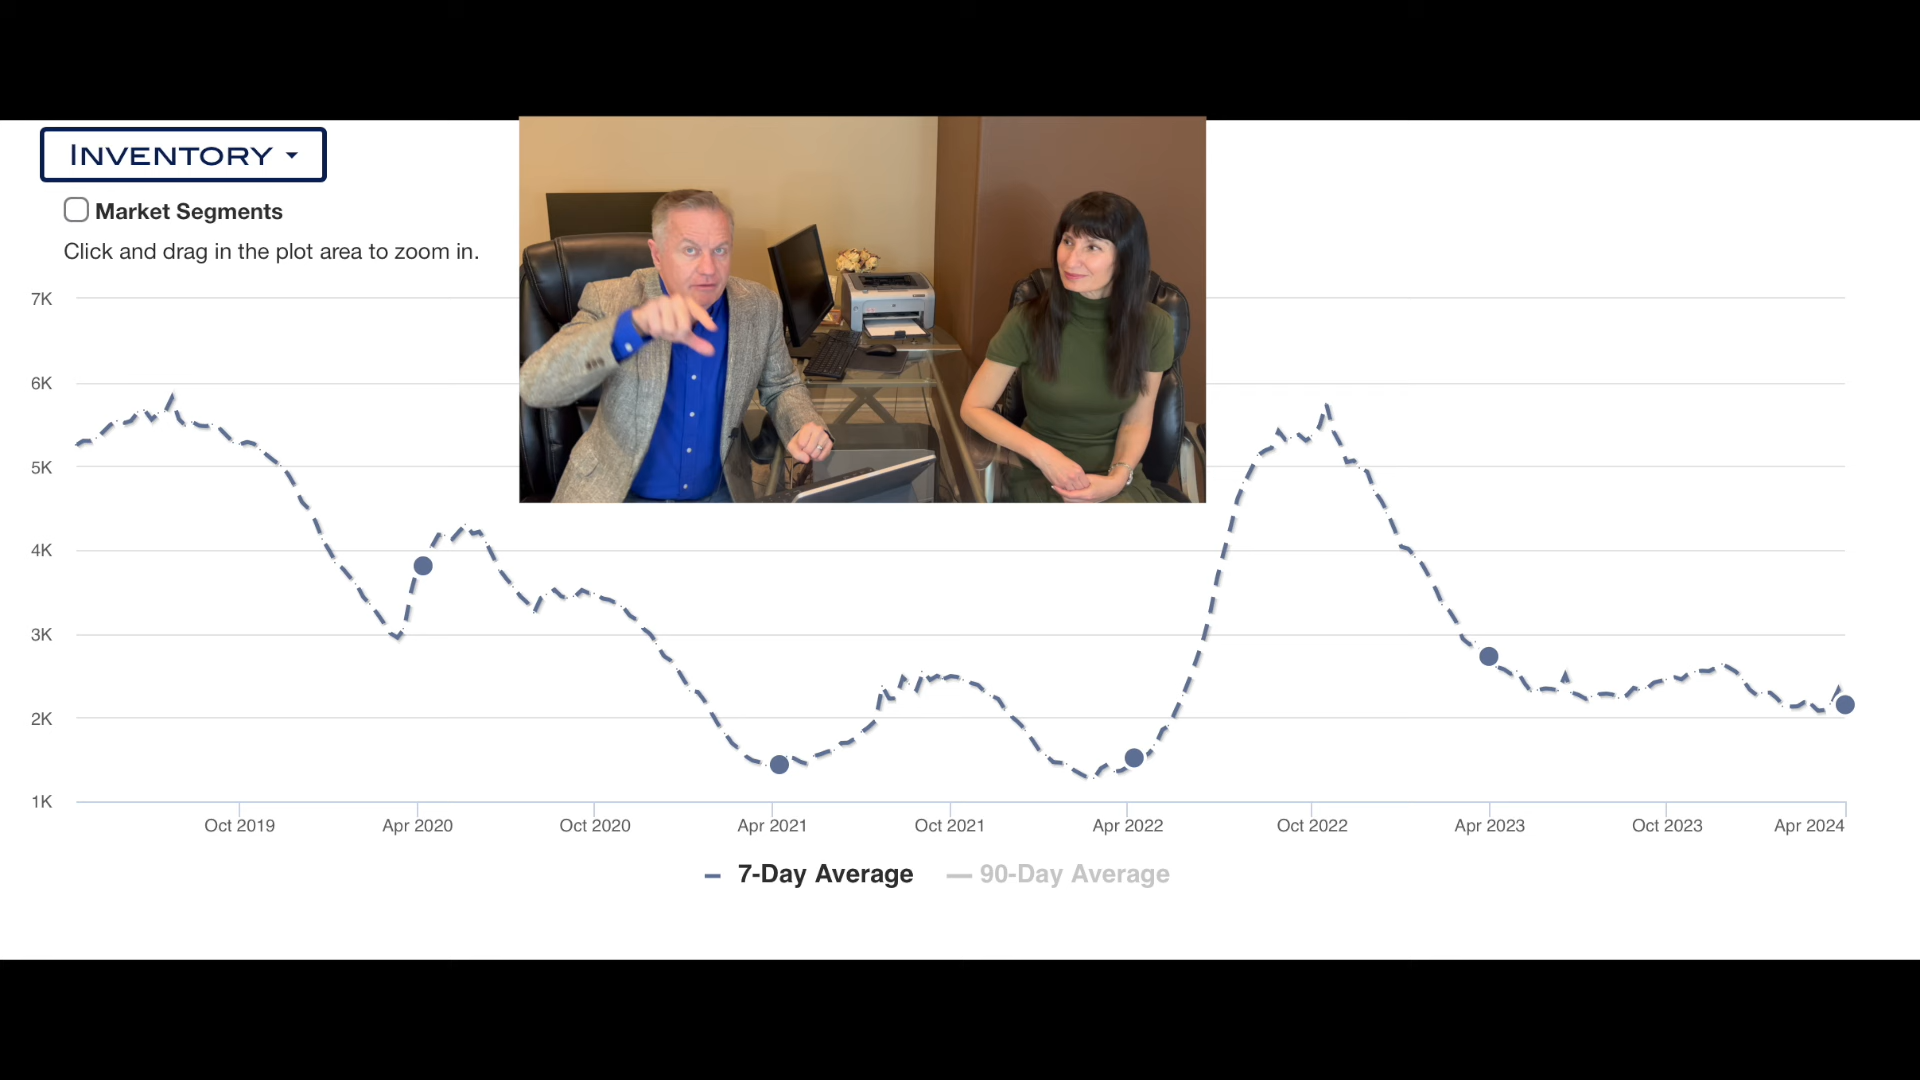 INVENTORY
Market Segments
Click and drag in the plot area to zoom in.
7K
6K
5K
4K
3K
2K
1K
Oct 2019 Apr 2020 Oct 2020 Apr 2021 Oct 2021 Apr 2022 Oct 2022 Apr 2023 Oct 2023 Apr 2024
7-Day Average 90-Day Average